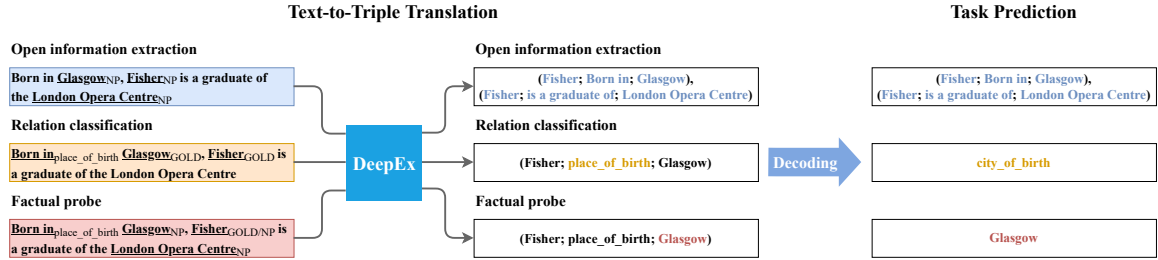 Text-to-Triple Translation
Task Prediction
Open information extraction
Born in GlasgowNP, FisherNP is a graduate of
the London Opera CentreNP
Relation classification
Born inplace_of_birth GlasgowGOLD, FisherGOLD is
a graduate of the London Opera Centre
Factual probe
Born inplace_of_birth GlasgowNP, FisherGOLD/NP is
a graduate of the London Opera CentreNP
DeepEx
Open information extraction
(Fisher; Born in; Glasgow),
(Fisher; is a graduate of; London Opera Centre)
Relation classification
(Fisher; place_of_birth; Glasgow)
Factual probe
(Fisher; place_of_birth; Glasgow)
Decoding
(Fisher; Born in; Glasgow),
(Fisher; is a graduate of; London Opera Centre)
city_of_birth
Glasgow